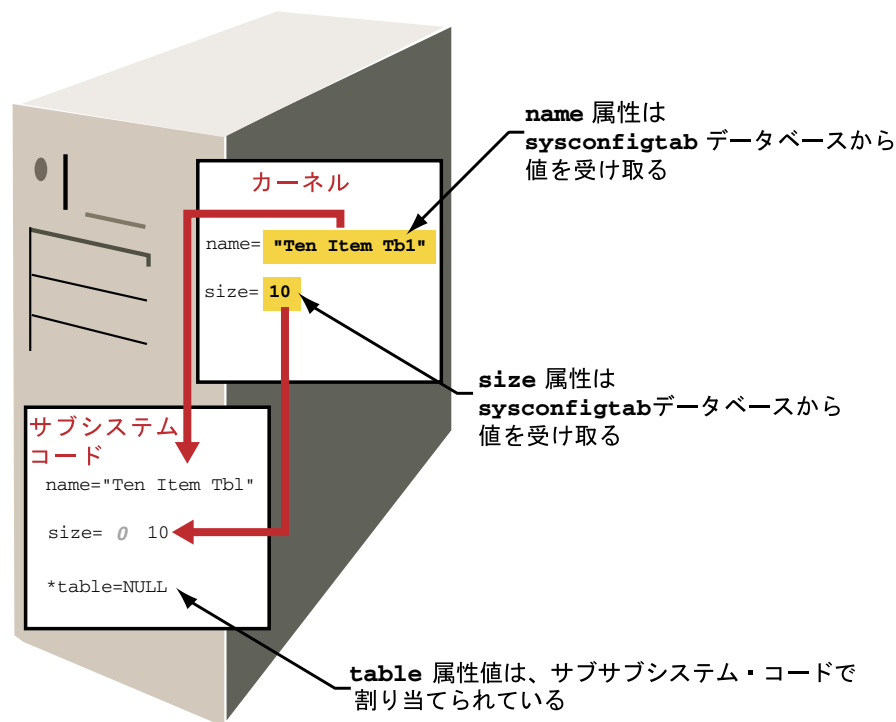 name 属性は
sysconfigtab データベースから
値を受け取る
カーネル
name= "Ten Item Tb1"
size= 10
size 属性は
sysconfigtabデータベースから
値を受け取る
サブシステム
コード
name="Ten Item Tbl"
size= 0 10
*table=NULL
table 属性値は、サブサブシステム・コードで
割り当てられている